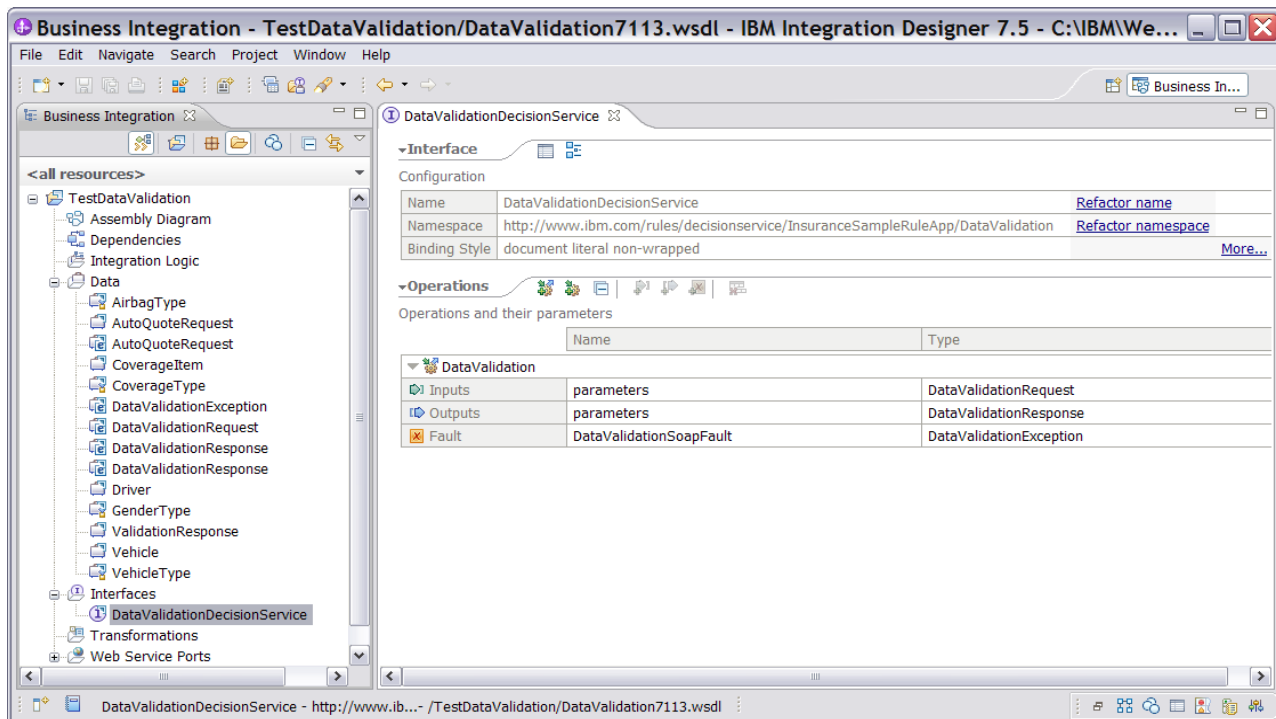 Business Integration - TestDataValidation/DataValidation7113.wsdl - IBM Integration Designer 7.5 - C:\IBM\We...
File Edit Navigate Search Project Window Help
Business In...
Business Integration
<all resources>
TestDataValidation
Assembly Diagram
Dependencies
Integration Logic
Data
AirbagType
AutoQuoteRequest
AutoQuoteRequest
CoverageItem
CoverageType
DataValidationException
DataValidationRequest
DataValidationResponse
DataValidationResponse
Driver
GenderType
ValidationResponse
Vehicle
VehicleType
Interfaces
DataValidationDecisionService
Transformations
Web Service Ports
DataValidationDecisionService
Interface
Configuration
Name DataValidationDecisionService Refactor name
Namespace http://www.ibm.com/rules/decisionservice/InsuranceSampleRuleApp/DataValidation Refactor namespace
Binding Style document literal non-wrapped More...
Operations
Operations and their parameters
Name Type
DataValidation
Inputs parameters DataValidationRequest
Outputs parameters DataValidationResponse
Fault DataValidationSoapFault DataValidationException
DataValidationDecisionService - http://www.ib...- /TestDataValidation/DataValidation7113.wsdl